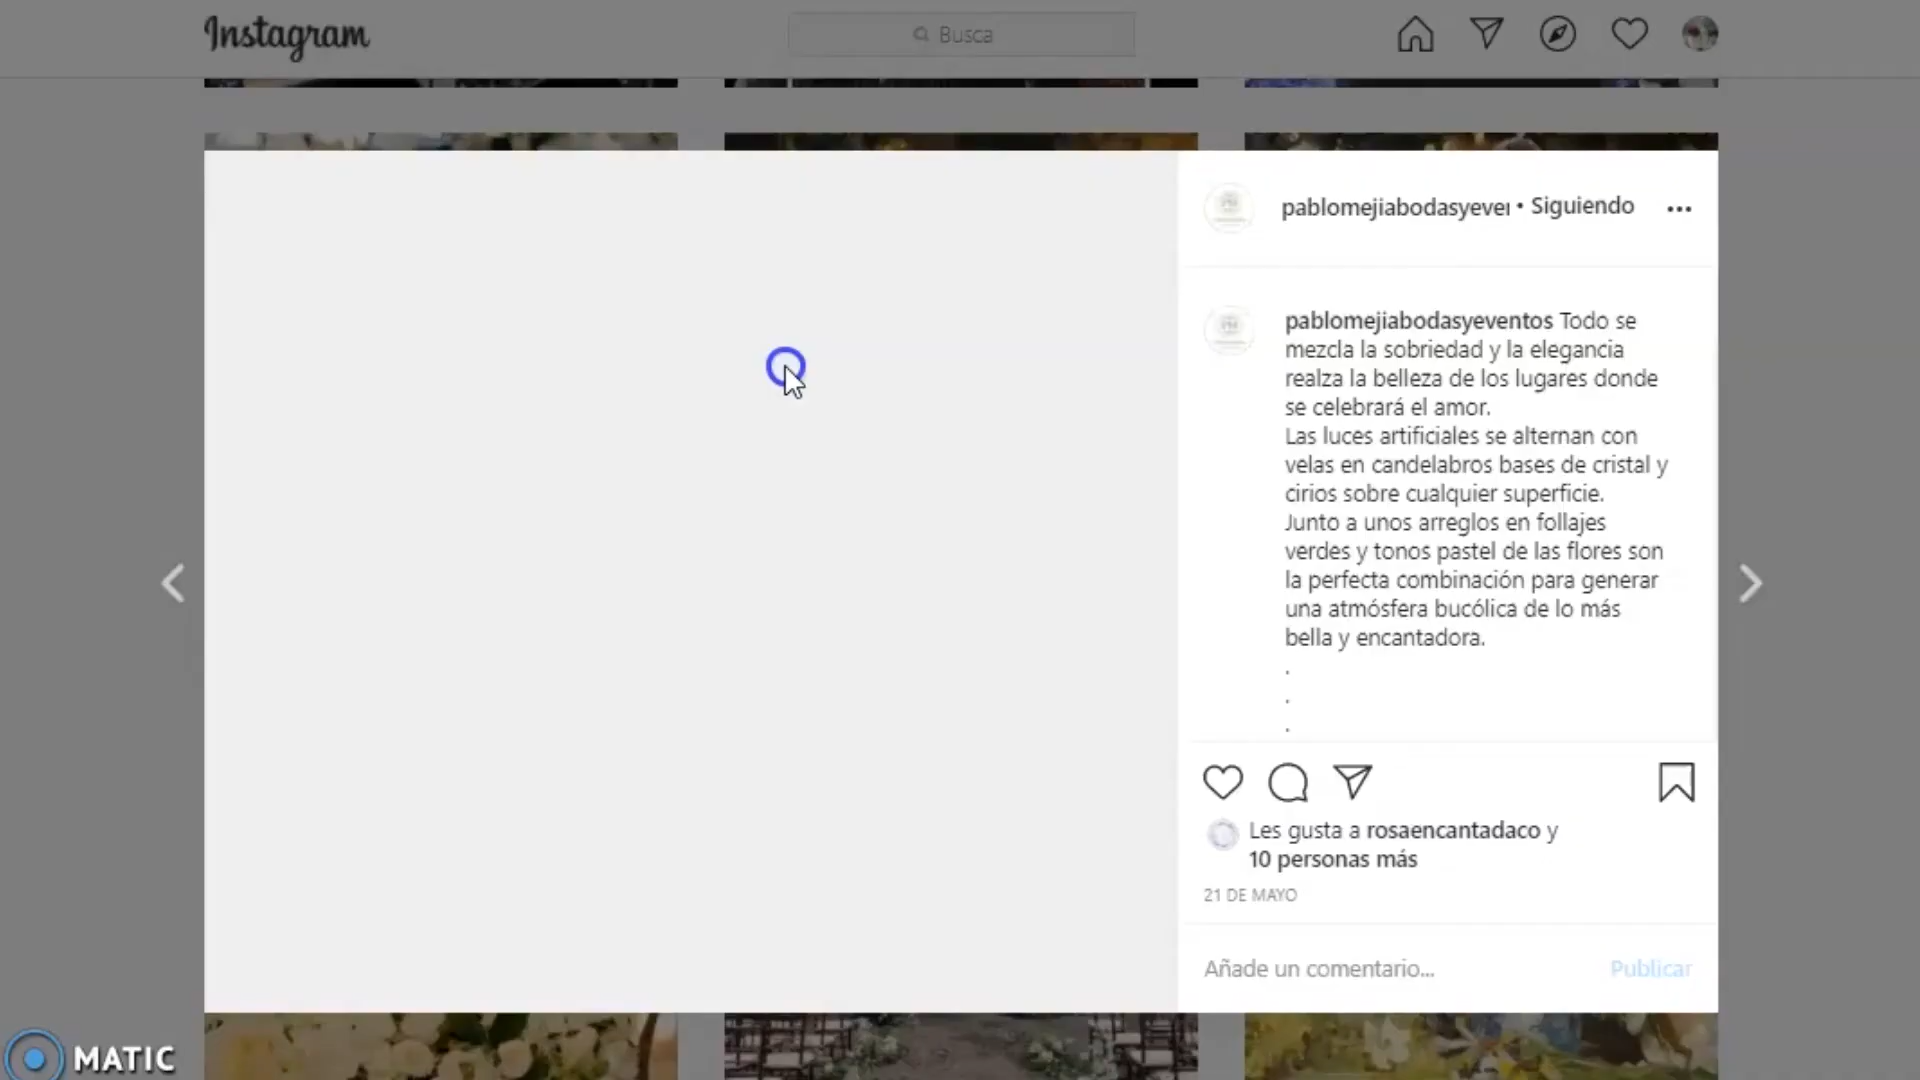 Instagram
Busca
pablomejiabodasyever • Siguiendo
pablomejiabodasyeventos Todo se
mezcla la sobriedad y la elegancia
realza la belleza de los lugares donde
se celebrará el amor.
Las luces artificiales se alternan con
velas en candelabros bases de cristal y
cirios sobre cualquier superficie.
Junto a unos arreglos en follajes
verdes y tonos pastel de las flores son
la perfecta combinación para generar
una atmósfera bucólica de lo más
bella y encantadora.
.
.
.
Les gusta a rosaencantadaco y
10 personas más
21 DE MAYO
Añade un comentario... Publicar
MATIC